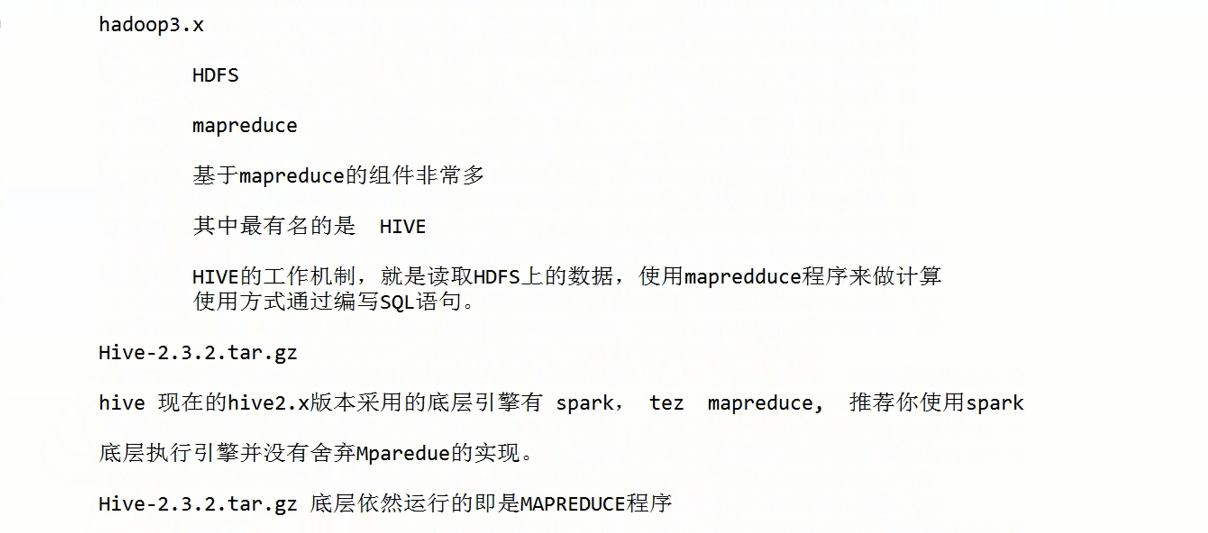 hadoop3.x
HDFS
mapreduce
基于mapreduce的组件非常多
其中最有名的是 HIVE
HIVE的工作机制，就是读取HDFS上的数据，使用mapredduce程序来做计算
使用方式通过编写SQL语句。
Hive-2.3.2.tar.gz
hive 现在的hive2.x版本采用的底层引擎有 spark， tez mapreduce, 推荐你使用spark
底层执行引擎并没有舍弃Mparedue的实现。
Hive-2.3.2.tar.gz 底层依然运行的即是MAPREDUCE程序